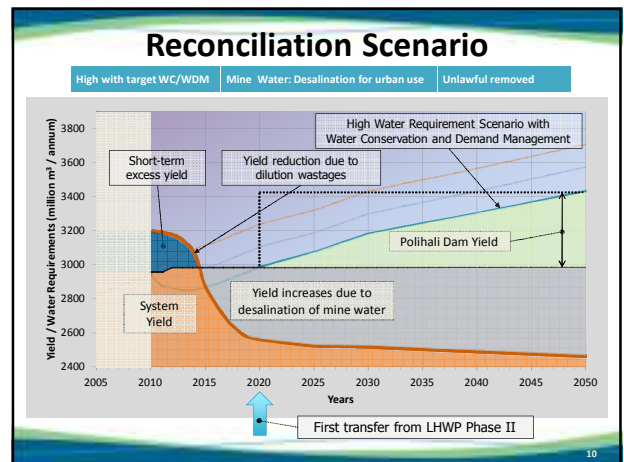 Reconciliation Scenario
High with target WC/WDM
Mine Water: Desalination for urban use
Unlawful removed
Yield / Water Requirements (million m³ / annum)
3800
3600
3400
3200
3000
2800
2600
2400
High Water Requirement Scenario with
Water Conservation and Demand Management
Short-term
excess yield
Yield reduction due to
dilution wastages
Polihali Dam Yield
System
Yield
Yield increases due to
desalination of mine water
2005
2010
2015
2020
2025
2030
2035
2040
2045
2050
Years
First transfer from LHWP Phase II
10